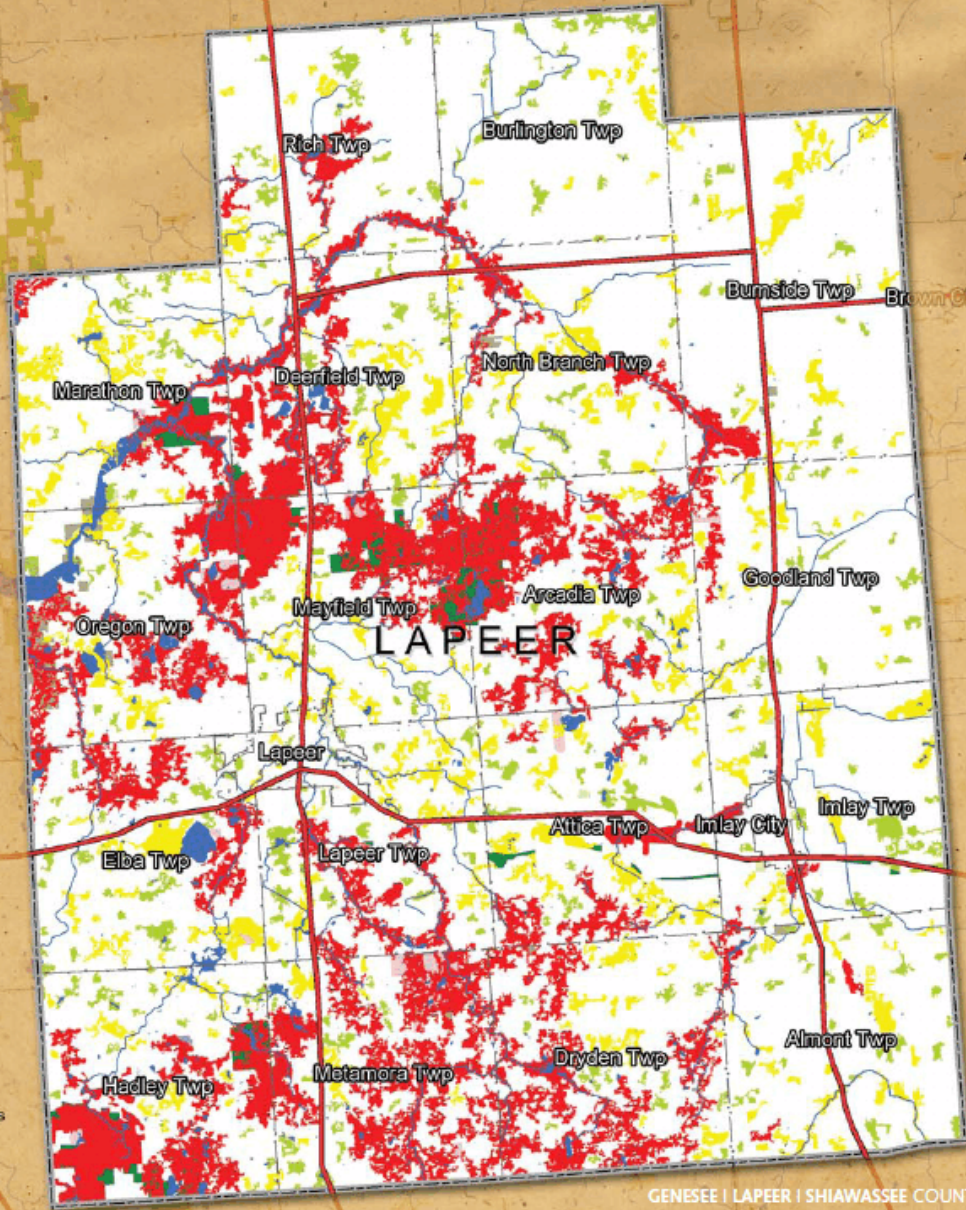 Rich Twp
Burlington Twp
Burnside Twp
Brown C
Marathon Twp
Deerfield Twp
North Branch Twp
Goodland Twp
Oregon Twp
Mayfield Twp
Arcadia Twp
LAPEER
Lapeer
Elba Twp
Lapeer Twp
Attica Twp
Imlay City
Imlay Twp
Hadley Twp
Metamora Twp
Dryden Twp
Almont Twp
s
GENESEE | LAPEER | SHIAWASSEE COUN